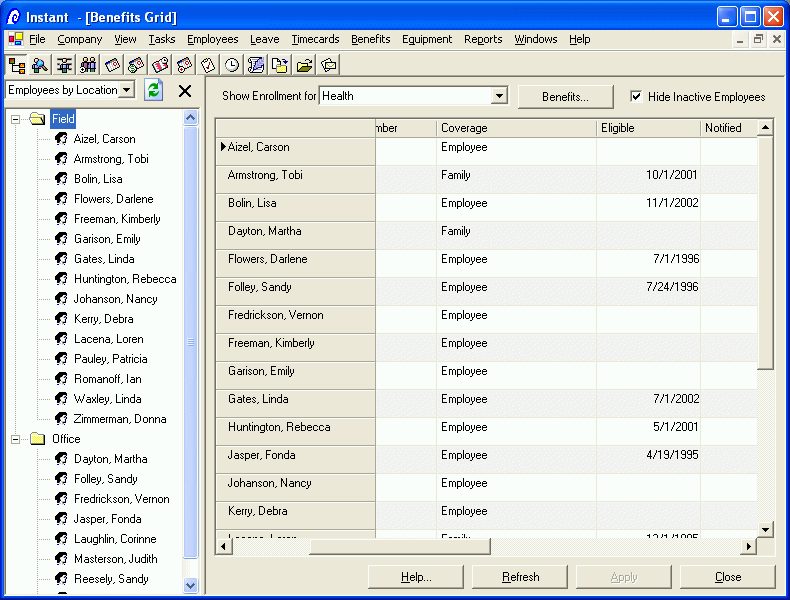 Instant - [Benefits Grid]
File Company View Tasks Employees Leave Timecards Benefits Equipment Reports Windows Help
Employees by Location
Show Enrollment for Health Benefits... Hide Inactive Employees
Field
Aizel, Carson
Armstrong, Tobi
Bolin, Lisa
Flowers, Darlene
Freeman, Kimberly
Garison, Emily
Gates, Linda
Huntington, Rebecca
Johanson, Nancy
Kerry, Debra
Lacena, Loren
Pauley, Patricia
Romanoff, Ian
Waxley, Linda
Zimmerman, Donna
Office
Dayton, Martha
Folley, Sandy
Fredrickson, Vernon
Jasper, Fonda
Laughlin, Corinne
Masterson, Judith
Reesely, Sandy
mber Coverage Eligible Notified
Aizel, Carson Employee
Armstrong, Tobi Family 10/1/2001
Bolin, Lisa Employee 11/1/2002
Dayton, Martha Family
Flowers, Darlene Employee 7/1/1996
Folley, Sandy Employee 7/24/1996
Fredrickson, Vernon Employee
Freeman, Kimberly Employee
Garison, Emily Employee
Gates, Linda Employee 7/1/2002
Huntington, Rebecca Employee 5/1/2001
Jasper, Fonda Employee 4/19/1995
Johanson, Nancy Employee
Kerry, Debra Employee
Lacena, Loren Family 12/1/1995
Help... Refresh Apply Close